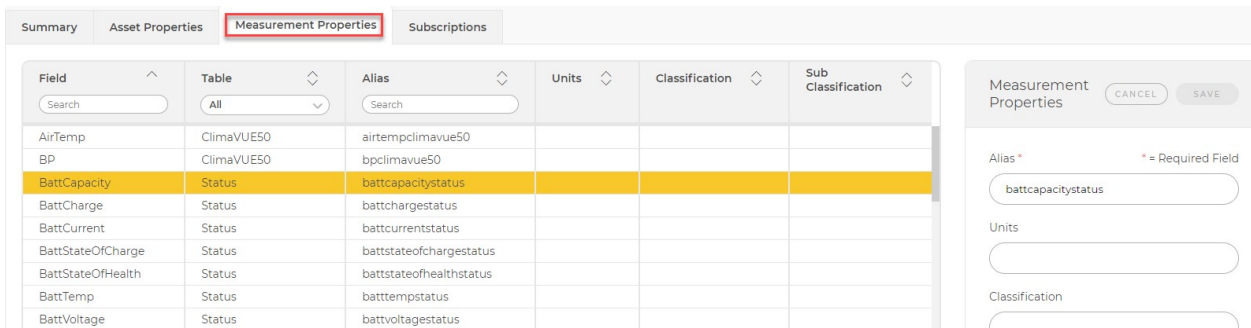 Summary Asset Properties Measurement Properties Subscriptions
Field Table Alias Units Classification Sub Classification
Search All Search
AirTemp ClimaVUE50 airtempclimavue50
BP ClimaVUE50 bpclimavue50
BattCapacity Status battcapacitystatus
BattCharge Status battchargestatus
BattCurrent Status battcurrentstatus
BattStateOfCharge Status battstateofchargestatus
BattStateOfHealth Status battstateofhealthstatus
BattTemp Status batttempstatus
BattVoltage Status battvoltagestatus
Measurement Properties CANCEL SAVE
Alias * * = Required Field
battcapacitystatus
Units
Classification